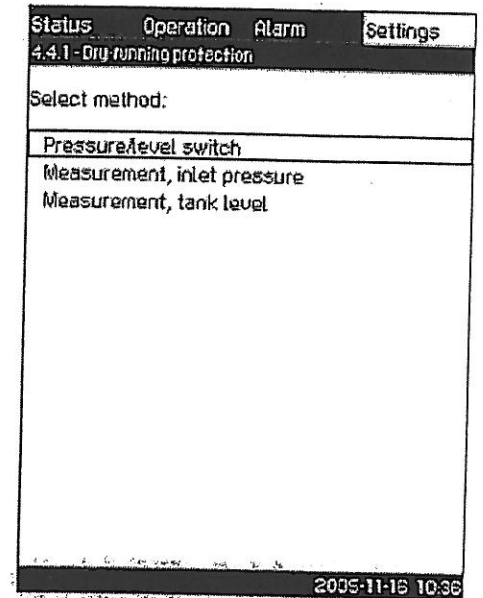 Status Operation Alarm Settings
4.4.1 - Dry-running protection
Select method:
Pressure/level switch
Measurement, inlet pressure
Measurement, tank level
2005-11-16 10:36